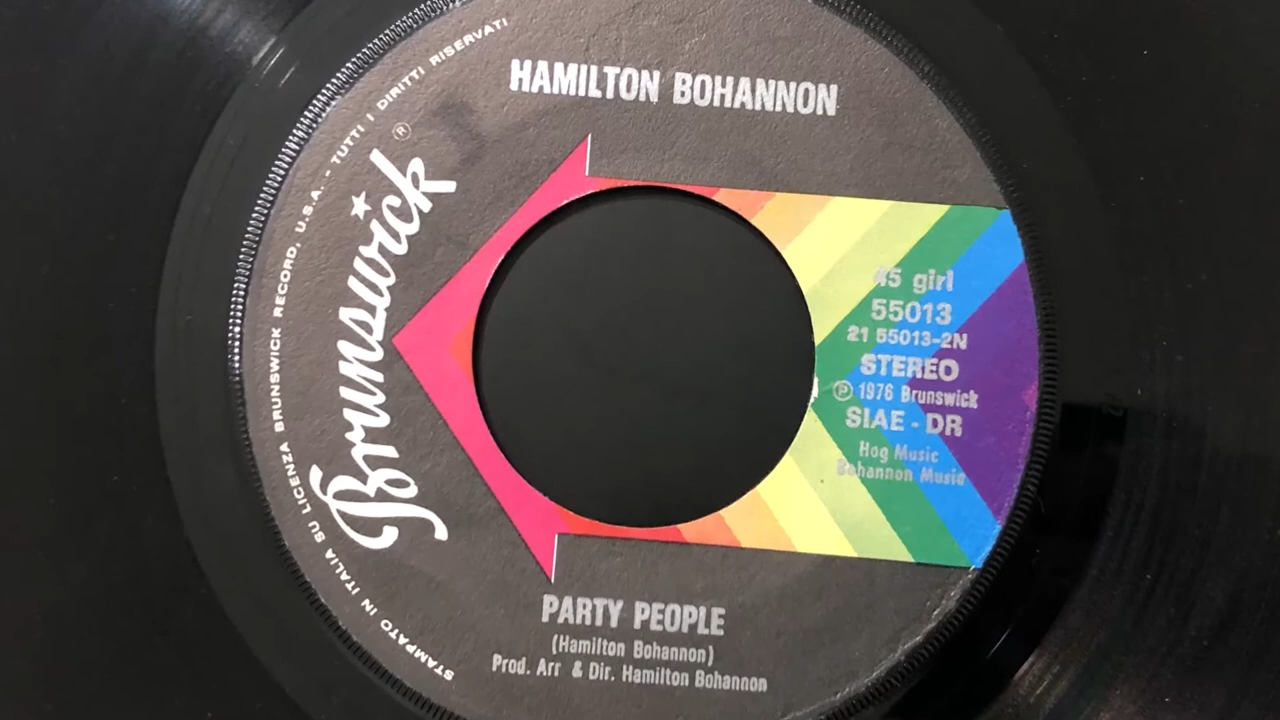 HAMILTON BOHANNON
Brunswick®
STAMPATO IN ITALIA SU LICENZA BRUNSWICK RECORD, U.S.A. - TUTTI I DIRITTI RISERVATI
45 girl
55013
21 55013-2N
STEREO
Ⓟ 1976 Brunswick
SIAE - DR
Hog Music
Bohannon Music
PARTY PEOPLE
(Hamilton Bohannon)
Prod. Arr & Dir. Hamilton Bohannon